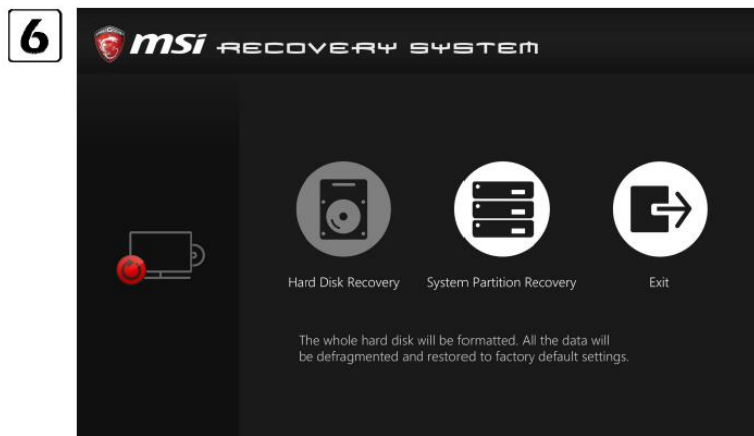 6
msi RECOVERY SYSTEM
Hard Disk Recovery System Partition Recovery Exit
The whole hard disk will be formatted. All the data will
be defragmented and restored to factory default settings.